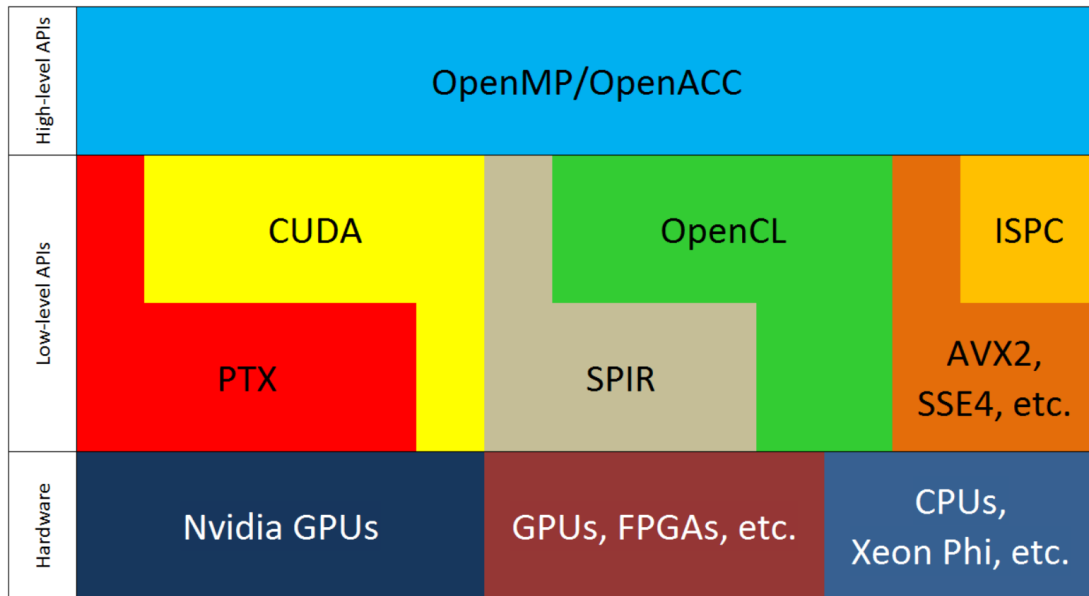 High-level APIs
OpenMP/OpenACC
Low-level APIs
CUDA
OpenCL
ISPC
PTX
SPIR
AVX2,
SSE4, etc.
Hardware
Nvidia GPUs
GPUs, FPGAs, etc.
CPUs,
Xeon Phi, etc.